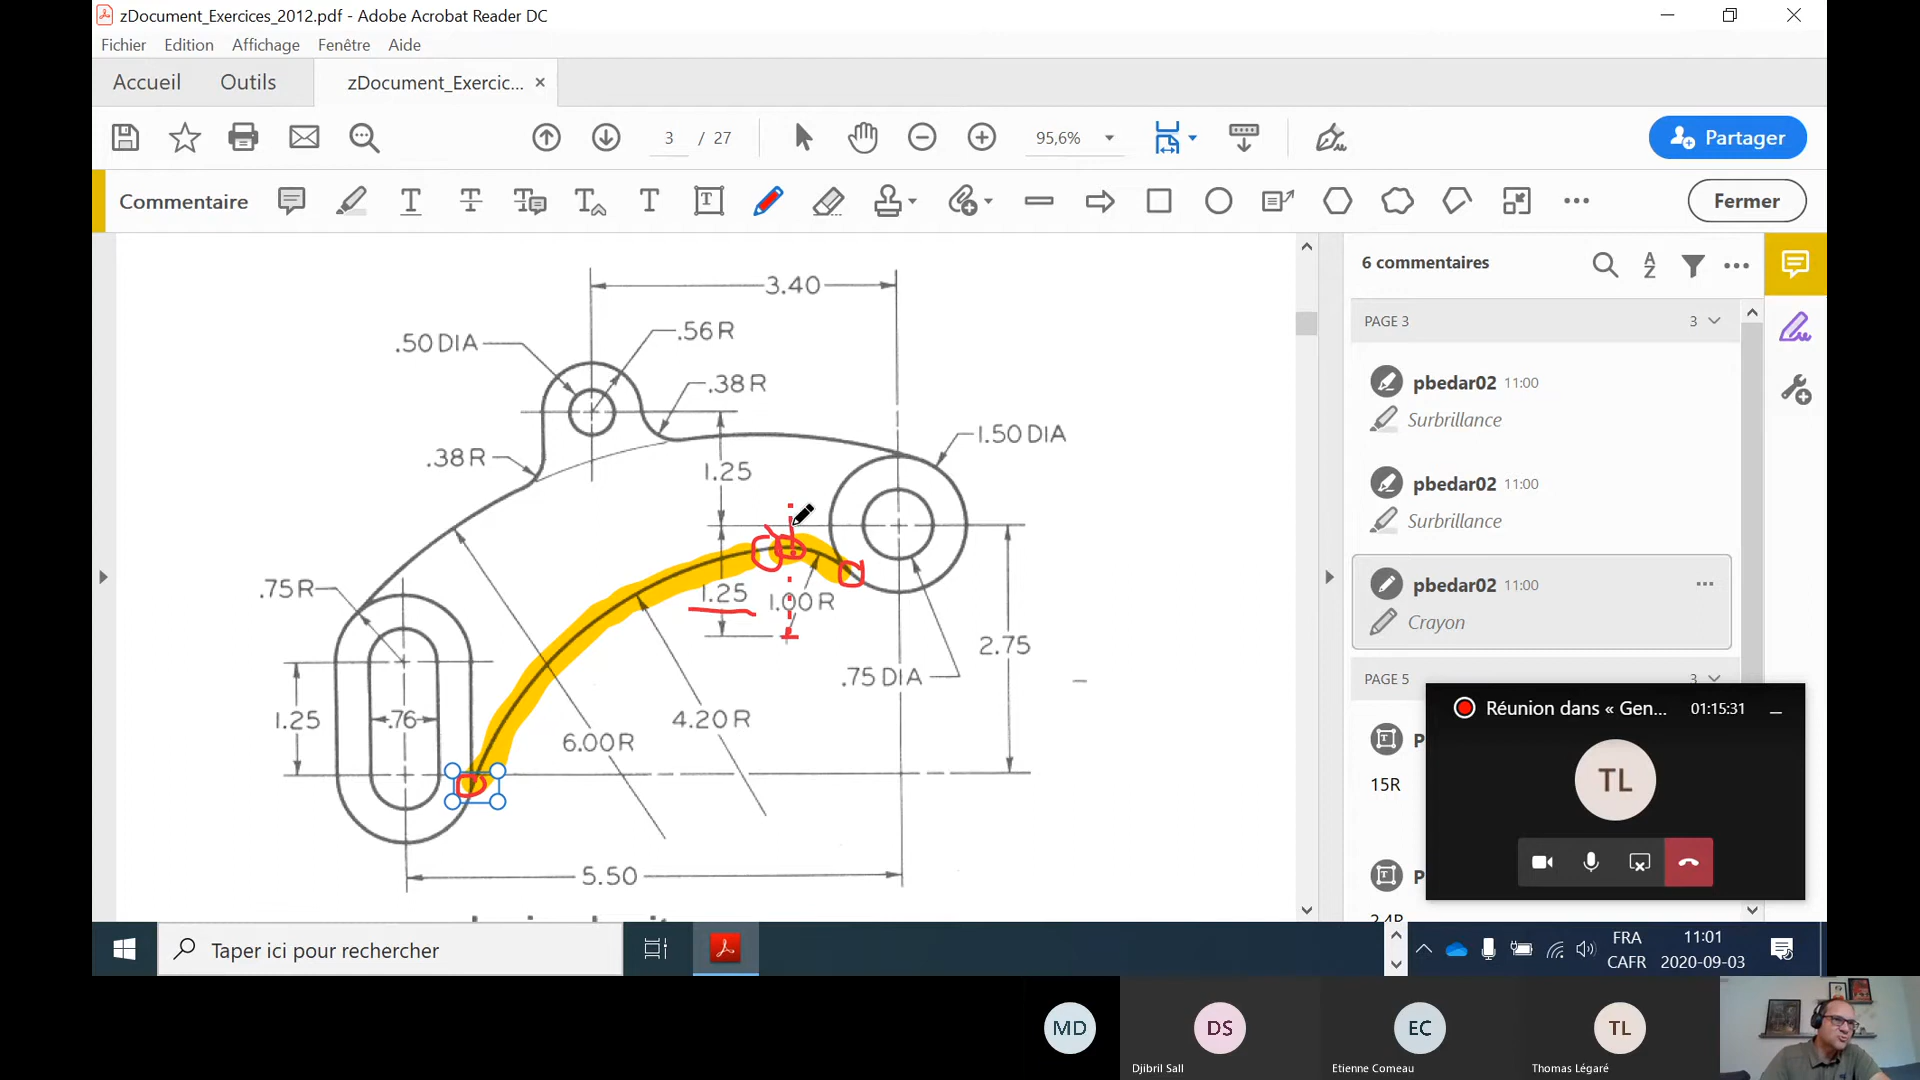 zDocument_Exercices_2012.pdf - Adobe Acrobat Reader DC
Fichier Edition Affichage Fenêtre Aide
Accueil Outils zDocument_Exercic... ×
3 / 27 95,6% Partager
Commentaire Fermer
6 commentaires
PAGE 3 3
pbedar02 11:00
Surbrillance
pbedar02 11:00
Surbrillance
pbedar02 11:00
Crayon
PAGE 5 3
P
15R
P
2.4R
3.40
.50 DIA
.56 R
.38 R
.38 R
1.50 DIA
1.25
.75 R
1.25
1.00 R
2.75
.75 DIA
1.25
.76
4.20 R
6.00 R
5.50
Réunion dans « Gen... 01:15:31
TL
Taper ici pour rechercher
FRA
CAFR
11:01
2020-09-03
MD
DS
EC
TL
Djibril Sall
Etienne Comeau
Thomas Légaré